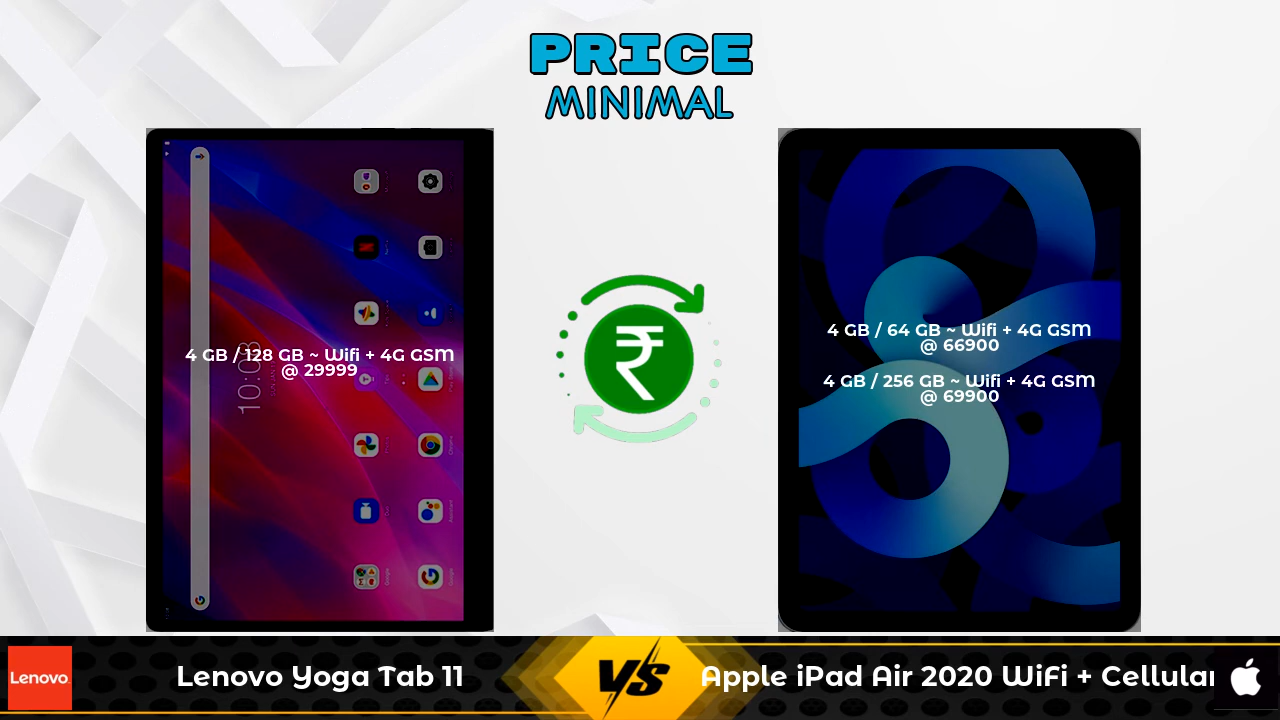 PRICE
MINIMAL
4 GB / 128 GB ~ Wifi + 4G GSM
@ 29999
10:08
4 GB / 64 GB ~ Wifi + 4G GSM
@ 66900
4 GB / 256 GB ~ Wifi + 4G GSM
@ 69900
Lenovo
Lenovo Yoga Tab 11
VS
Apple iPad Air 2020 WiFi + Cellular